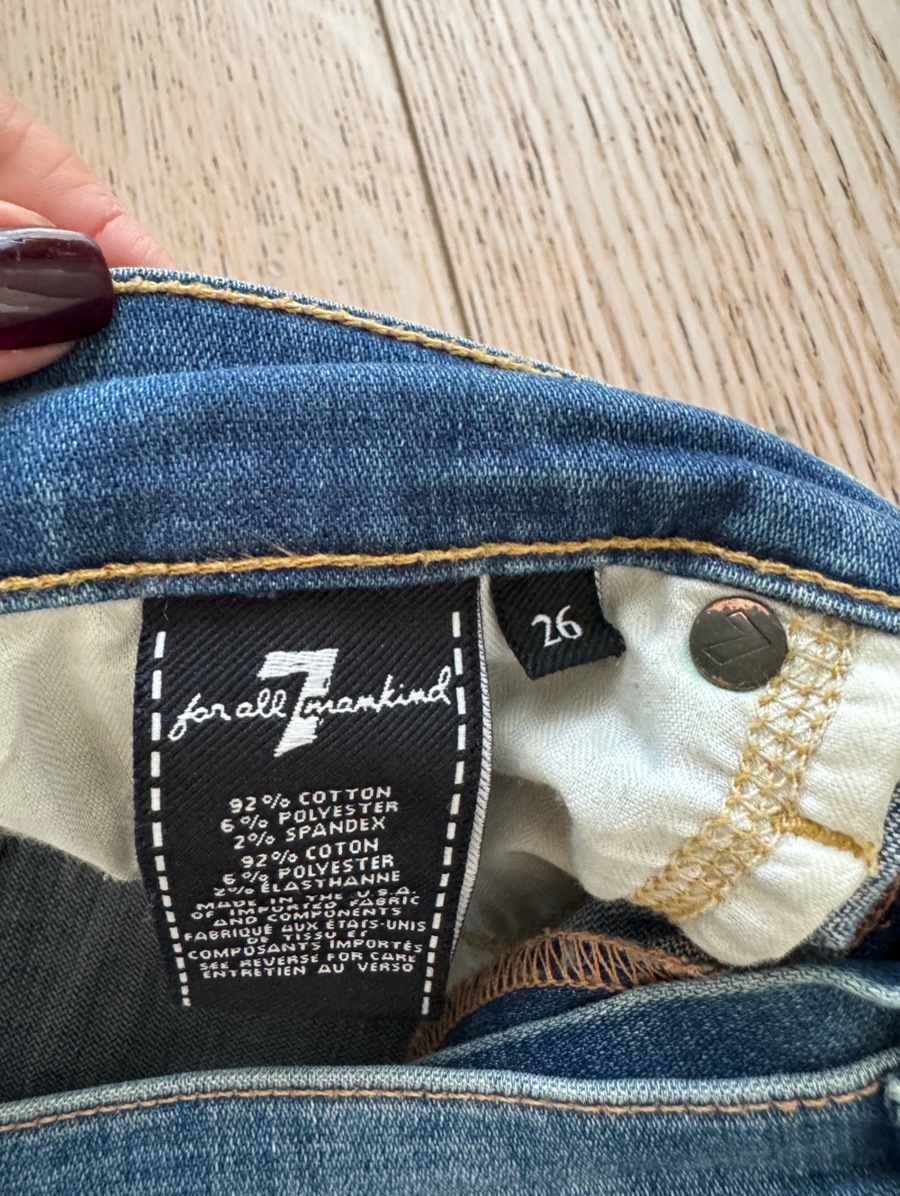 for all 7 mankind
26
92% COTTON
6% POLYESTER
2% SPANDEX
92% COTON
6% POLYESTER
2% ÉLASTHANNE
MADE IN THE U.S.A.
OF IMPORTED FABRIC
AND COMPONENTS
FABRIQUÉ AUX ÉTATS-UNIS
DE TISSU ET
COMPOSANTS IMPORTÉS
SEE REVERSE FOR CARE
ENTRETIEN AU VERSO
7